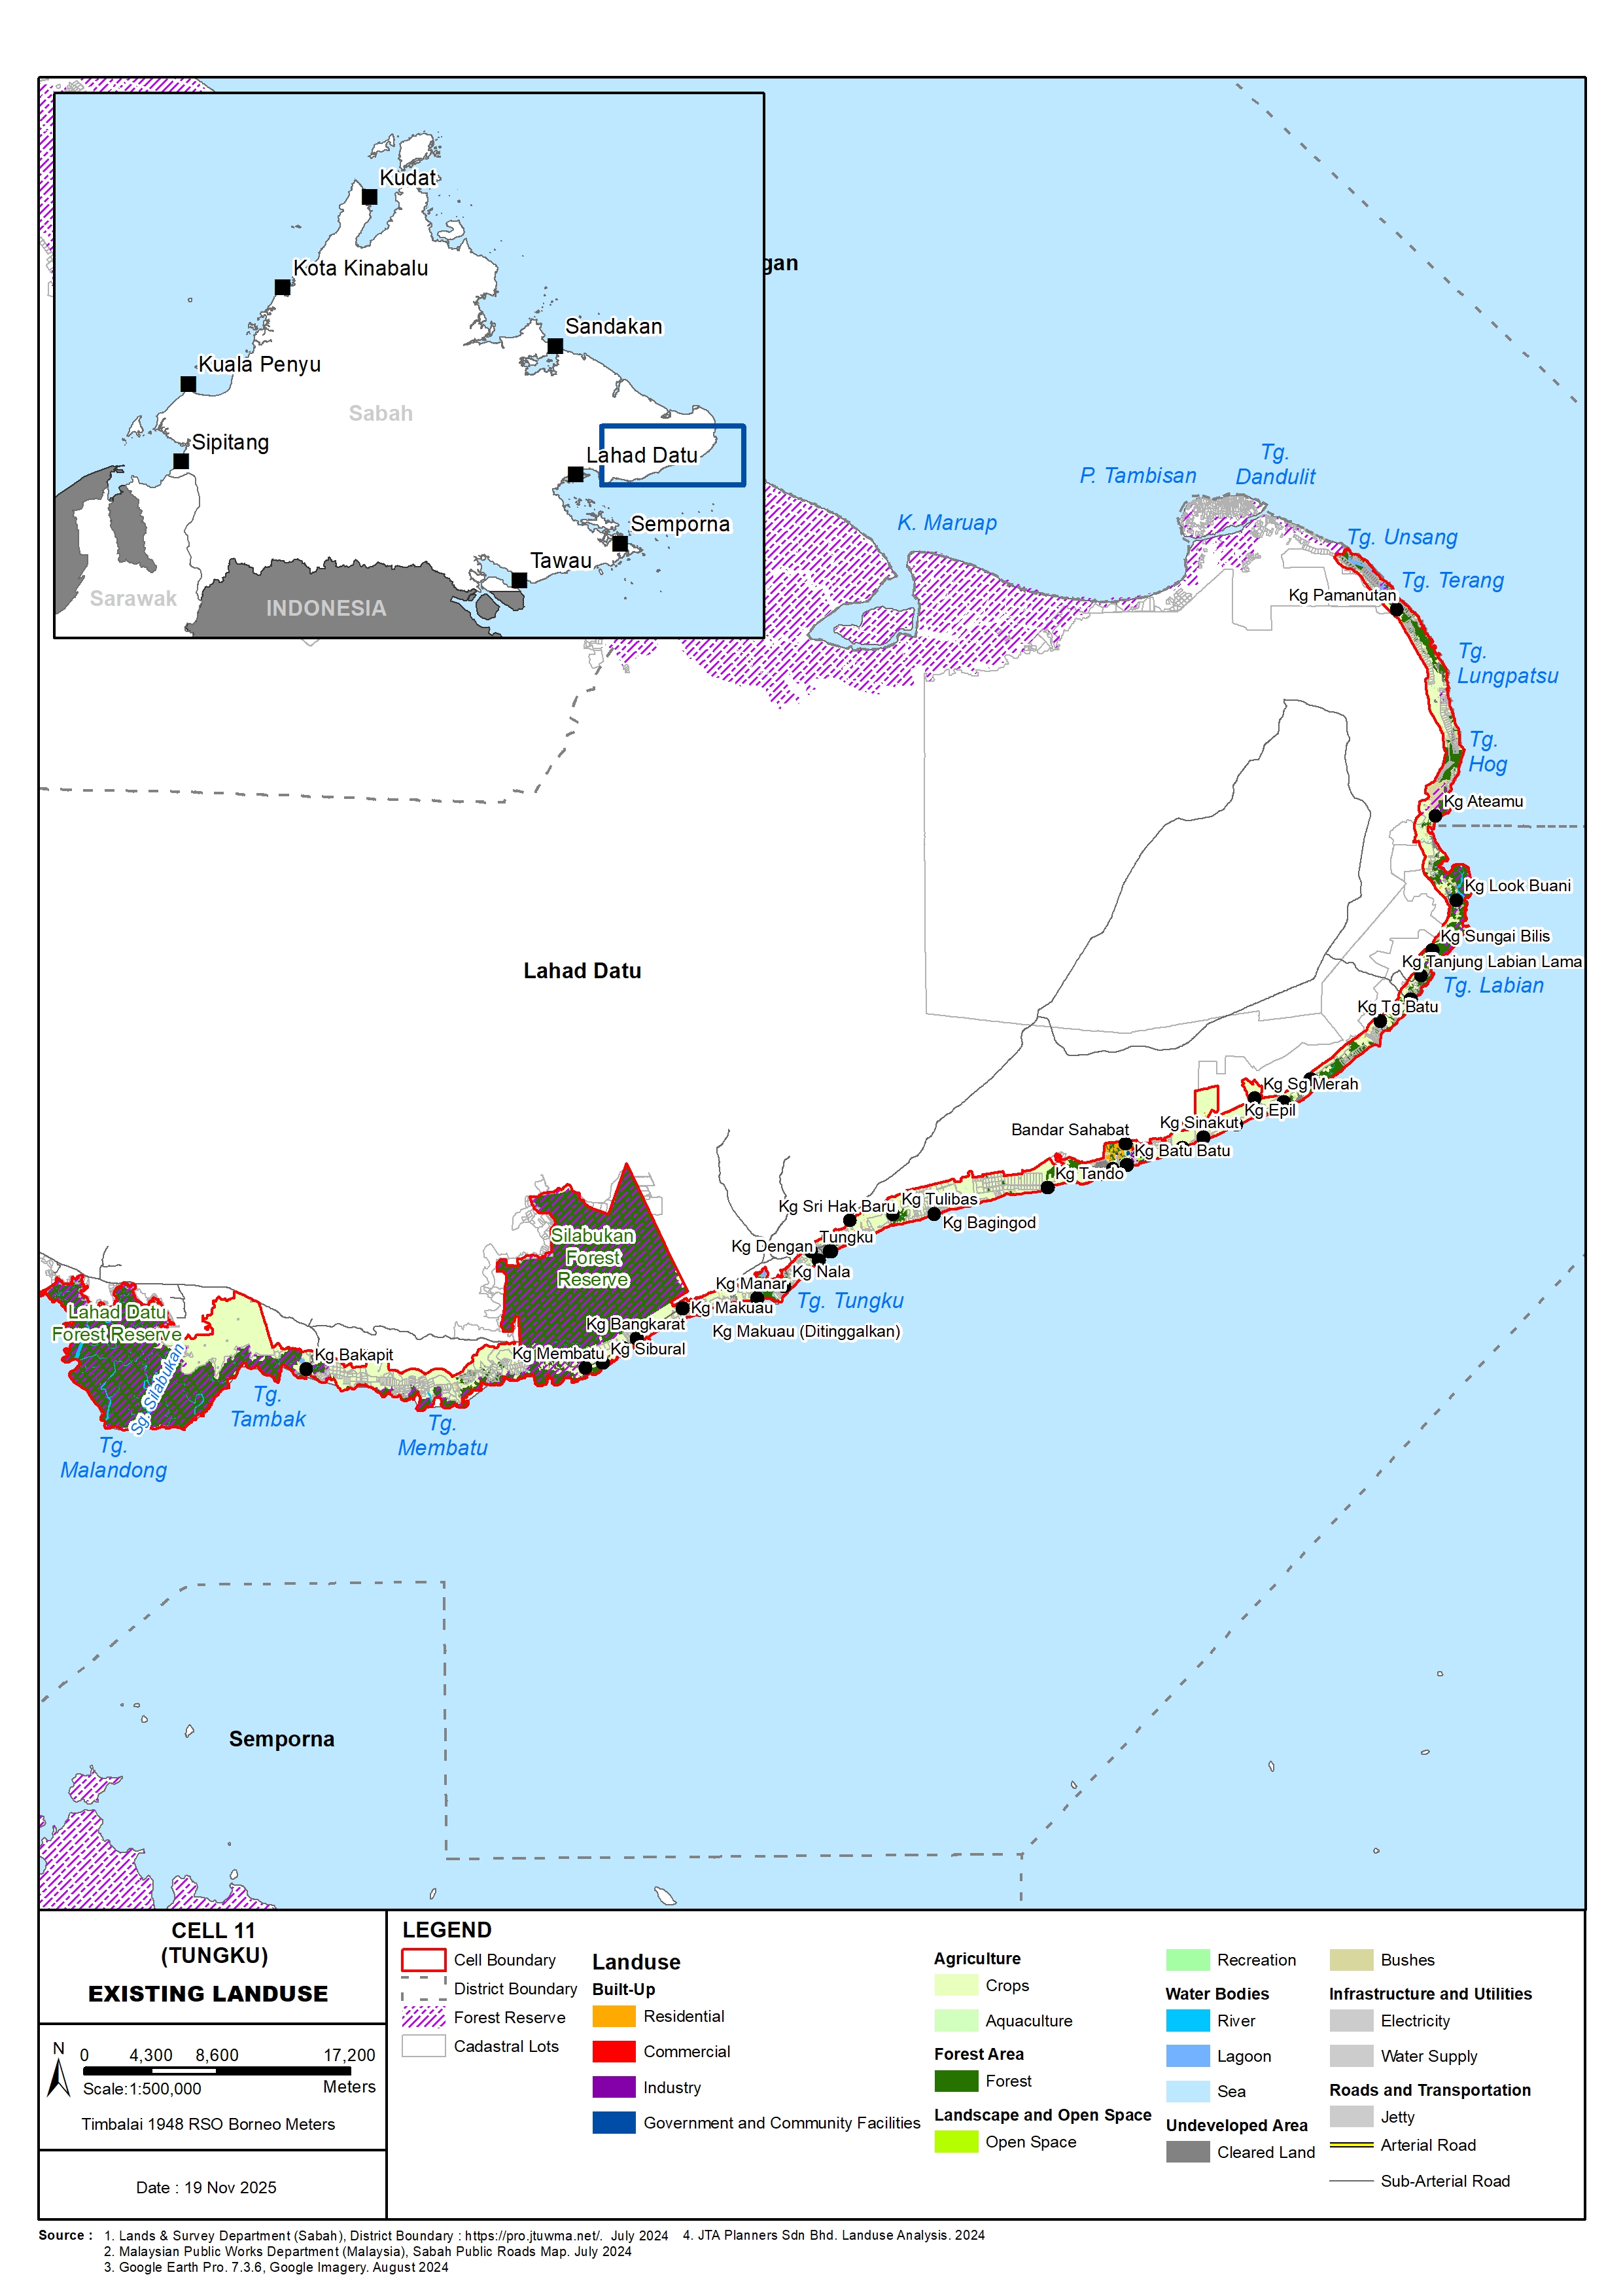 gan
Kudat
Kota Kinabalu
Sandakan
Kuala Penyu
Sabah
Sipitang
Lahad Datu
Semporna
Tawau
Sarawak
INDONESIA
Tg.
Dandulit
P. Tambisan
K. Maruap
Tg. Unsang
Tg. Terang
Kg Pamanutan
Tg.
Lungpatsu
Tg.
Hog
Kg Ateamu
Kg Look Buani
Kg Sungai Bilis
Kg Tanjung Labian Lama
Tg. Labian
Kg Tg Batu
Lahad Datu
Kg Sg Merah
Kg Epil
Kg Sinakut
Bandar Sahabat
Kg Batu Batu
Kg Tando
Kg Tulibas
Kg Sri Hak Baru
Kg Bagingod
Tungku
Kg Dengan
Kg Nala
Kg Manar
Tg. Tungku
Kg Makuau
Kg Makuau (Ditinggalkan)
Silabukan
Forest
Reserve
Kg Bangkarat
Kg Sibural
Kg Membatu
Lahad Datu
Forest Reserve
Sg. Silabukan
Kg.Bakapit
Tg.
Tambak
Tg.
Membatu
Tg.
Malandong
Semporna
CELL 11
(TUNGKU)
EXISTING LANDUSE
N
0 4,300 8,600 17,200
Scale:1:500,000 Meters
Timbalai 1948 RSO Borneo Meters
Date : 19 Nov 2025
LEGEND
Cell Boundary
District Boundary
Forest Reserve
Cadastral Lots
Landuse
Built-Up
Residential
Commercial
Industry
Government and Community Facilities
Agriculture
Crops
Aquaculture
Forest Area
Forest
Landscape and Open Space
Open Space
Recreation
Water Bodies
River
Lagoon
Sea
Undeveloped Area
Cleared Land
Bushes
Infrastructure and Utilities
Electricity
Water Supply
Roads and Transportation
Jetty
Arterial Road
Sub-Arterial Road
Source : 1. Lands & Survey Department (Sabah), District Boundary : https://pro.jtuwma.net/. July 2024 4. JTA Planners Sdn Bhd. Landuse Analysis. 2024
2. Malaysian Public Works Department (Malaysia), Sabah Public Roads Map. July 2024
3. Google Earth Pro. 7.3.6, Google Imagery. August 2024